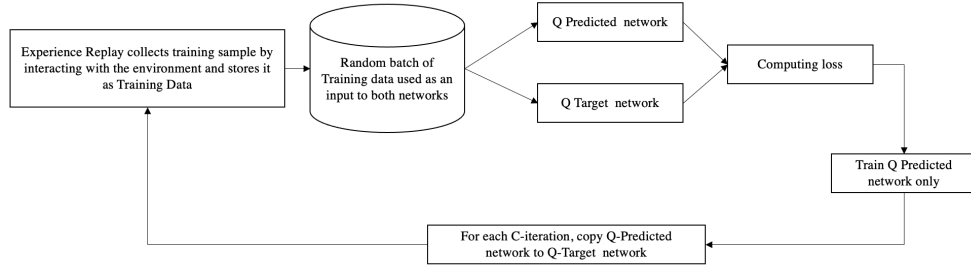 Experience Replay collects training sample by
interacting with the environment and stores it
as Training Data
Random batch of
Training data used as an
input to both networks
Q Predicted network
Q Target network
Computing loss
Train Q Predicted
network only
For each C-iteration, copy Q-Predicted
network to Q-Target network